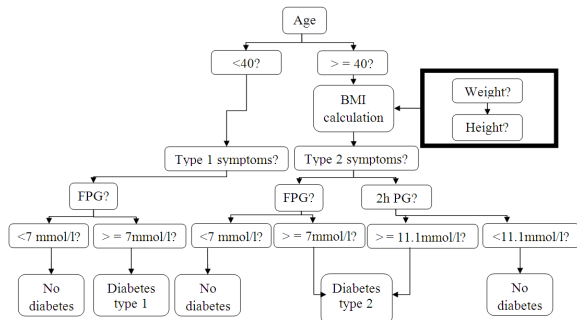 Age
<40?
> = 40?
BMI
calculation
Weight?
Height?
Type 1 symptoms?
Type 2 symptoms?
FPG?
FPG?
2h PG?
<7 mmol/l?
> = 7mmol/l?
<7 mmol/l?
> = 7mmol/l?
> = 11.1mmol/l?
<11.1mmol/l?
No
diabetes
Diabetes
type 1
No
diabetes
Diabetes
type 2
No
diabetes